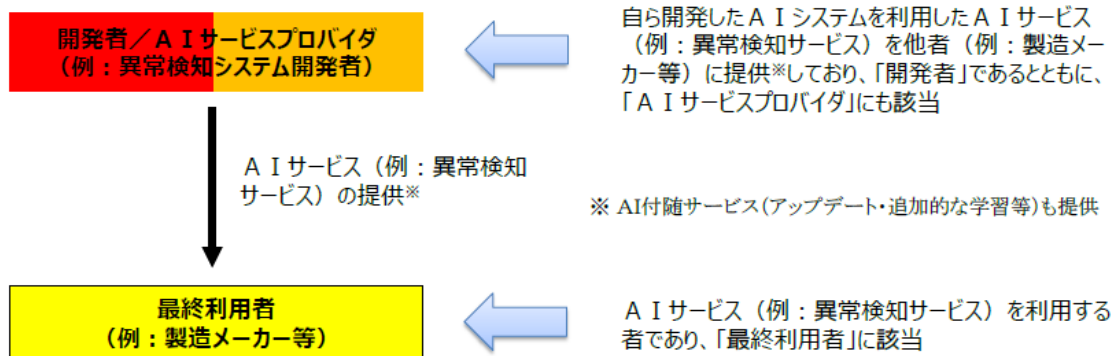 開発者／ＡＩサービスプロバイダ
（例：異常検知システム開発者）
自ら開発したＡＩシステムを利用したＡＩサービス
（例：異常検知サービス）を他者（例：製造メー
カー等）に提供※しており、「開発者」であるとともに、
「ＡＩサービスプロバイダ」にも該当
ＡＩサービス（例：異常検知
サービス）の提供※
※ AI付随サービス(アップデート・追加的な学習等)も提供
最終利用者
（例：製造メーカー等）
ＡＩサービス（例：異常検知サービス）を利用する
者であり、「最終利用者」に該当